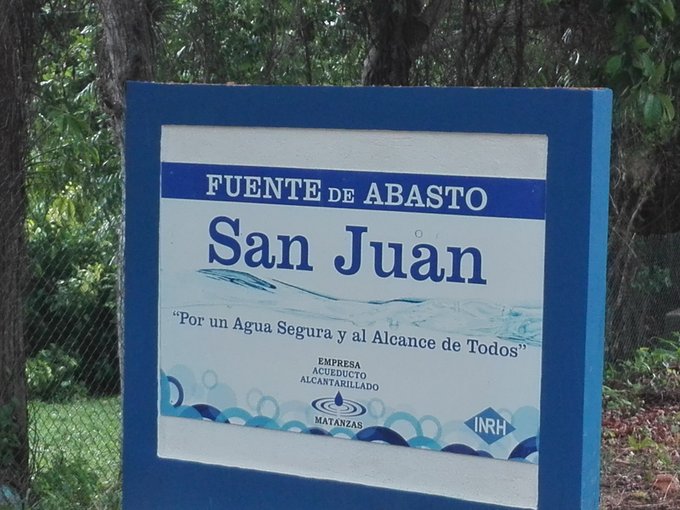 FUENTE DE ABASTO
San Juan
“Por un Agua Segura y al Alcance de Todos”
EMPRESA
ACUEDUCTO
ALCANTARILLADO
MATANZAS
INRH